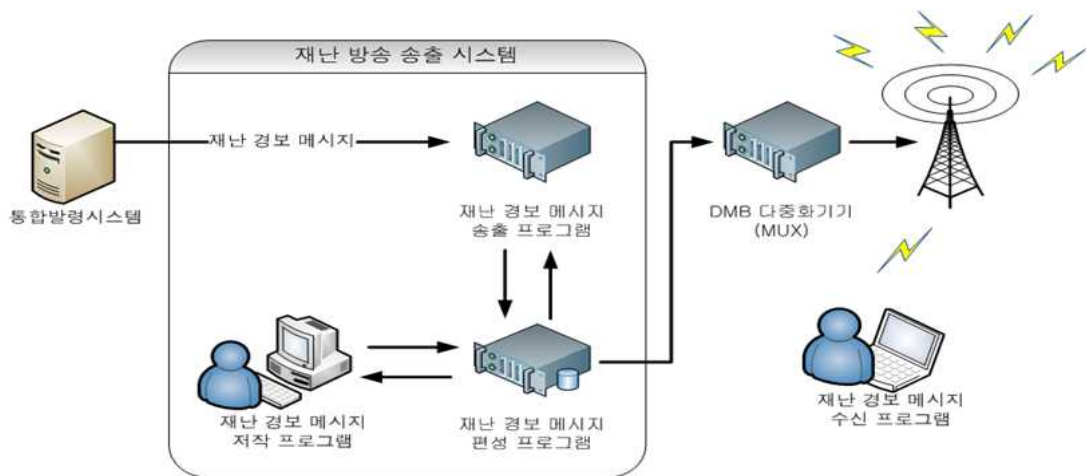 재난 방송 송출 시스템
재난 경보 메시지
통합발령시스템
재난 경보 메시지
송출 프로그램
DMB 다중화기기
(MUX)
재난 경보 메시지
저작 프로그램
재난 경보 메시지
편성 프로그램
재난 경보 메시지
수신 프로그램